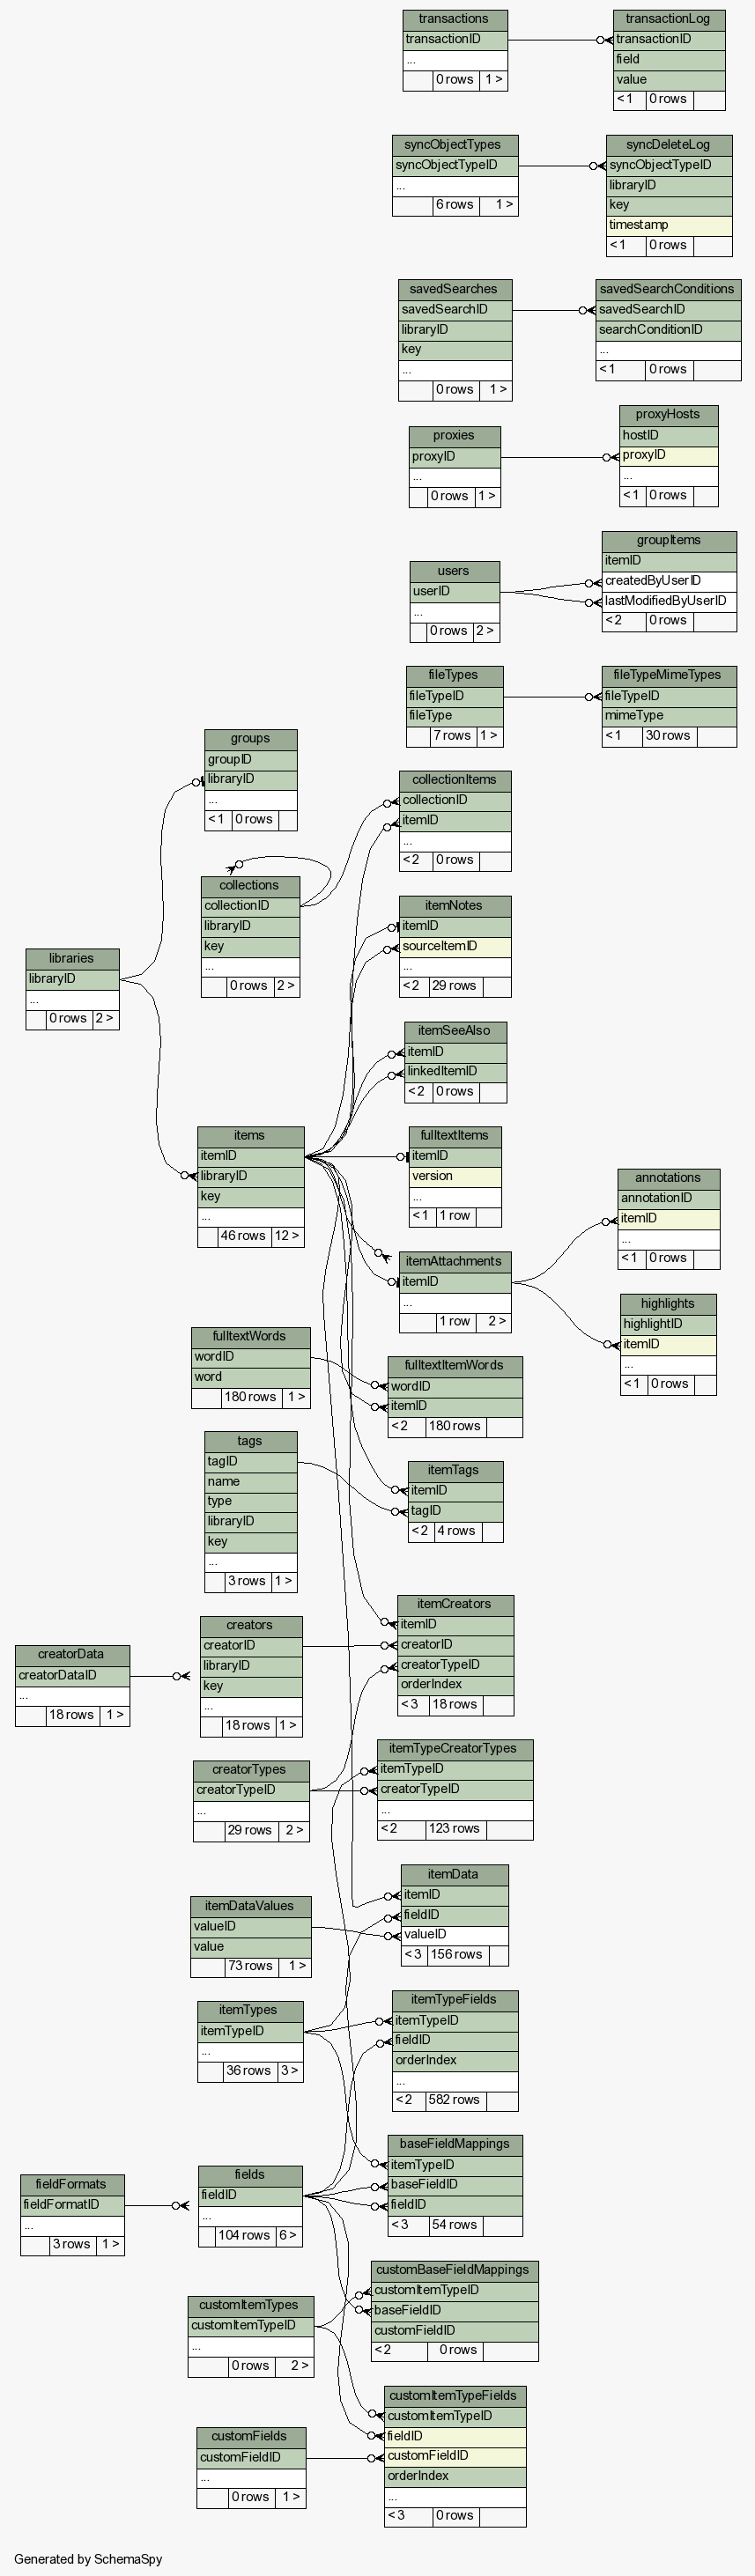 transactions
transactionID
...
0 rows 1 >
transactionLog
transactionID
field
value
< 1 0 rows
syncObjectTypes
syncObjectTypeID
...
6 rows 1 >
syncDeleteLog
syncObjectTypeID
libraryID
key
timestamp
< 1 0 rows
savedSearches
savedSearchID
libraryID
key
...
0 rows 1 >
savedSearchConditions
savedSearchID
searchConditionID
...
< 1 0 rows
proxyHosts
hostID
proxyID
...
< 1 0 rows
proxies
proxyID
...
0 rows 1 >
groupItems
itemID
createdByUserID
lastModifiedByUserID
< 2 0 rows
users
userID
...
0 rows 2 >
fileTypes
fileTypeID
fileType
7 rows 1 >
fileTypeMimeTypes
fileTypeID
mimeType
< 1 30 rows
groups
groupID
libraryID
...
< 1 0 rows
collectionItems
collectionID
itemID
...
< 2 0 rows
collections
collectionID
libraryID
key
...
0 rows 2 >
itemNotes
itemID
sourceItemID
...
< 2 29 rows
libraries
libraryID
...
0 rows 2 >
itemSeeAlso
itemID
linkedItemID
< 2 0 rows
items
itemID
libraryID
key
...
46 rows 12 >
fulltextItems
itemID
version
...
< 1 1 row
annotations
annotationID
itemID
...
< 1 0 rows
itemAttachments
itemID
...
1 row 2 >
highlights
highlightID
itemID
...
< 1 0 rows
fulltextWords
wordID
word
180 rows 1 >
fulltextItemWords
wordID
itemID
< 2 180 rows
tags
tagID
name
type
libraryID
key
...
3 rows 1 >
itemTags
itemID
tagID
< 2 4 rows
itemCreators
itemID
creatorID
creatorTypeID
orderIndex
< 3 18 rows
creators
creatorID
libraryID
key
...
18 rows 1 >
creatorData
creatorDataID
...
18 rows 1 >
itemTypeCreatorTypes
itemTypeID
creatorTypeID
...
< 2 123 rows
creatorTypes
creatorTypeID
...
29 rows 2 >
itemData
itemID
fieldID
valueID
< 3 156 rows
itemDataValues
valueID
value
73 rows 1 >
itemTypeFields
itemTypeID
fieldID
orderIndex
...
< 2 582 rows
itemTypes
itemTypeID
...
36 rows 3 >
baseFieldMappings
itemTypeID
baseFieldID
fieldID
< 3 54 rows
fields
fieldID
...
104 rows 6 >
fieldFormats
fieldFormatID
...
3 rows 1 >
customBaseFieldMappings
customItemTypeID
baseFieldID
customFieldID
< 2 0 rows
customItemTypes
customItemTypeID
...
0 rows 2 >
customItemTypeFields
customItemTypeID
fieldID
customFieldID
orderIndex
...
< 3 0 rows
customFields
customFieldID
...
0 rows 1 >
Generated by SchemaSpy